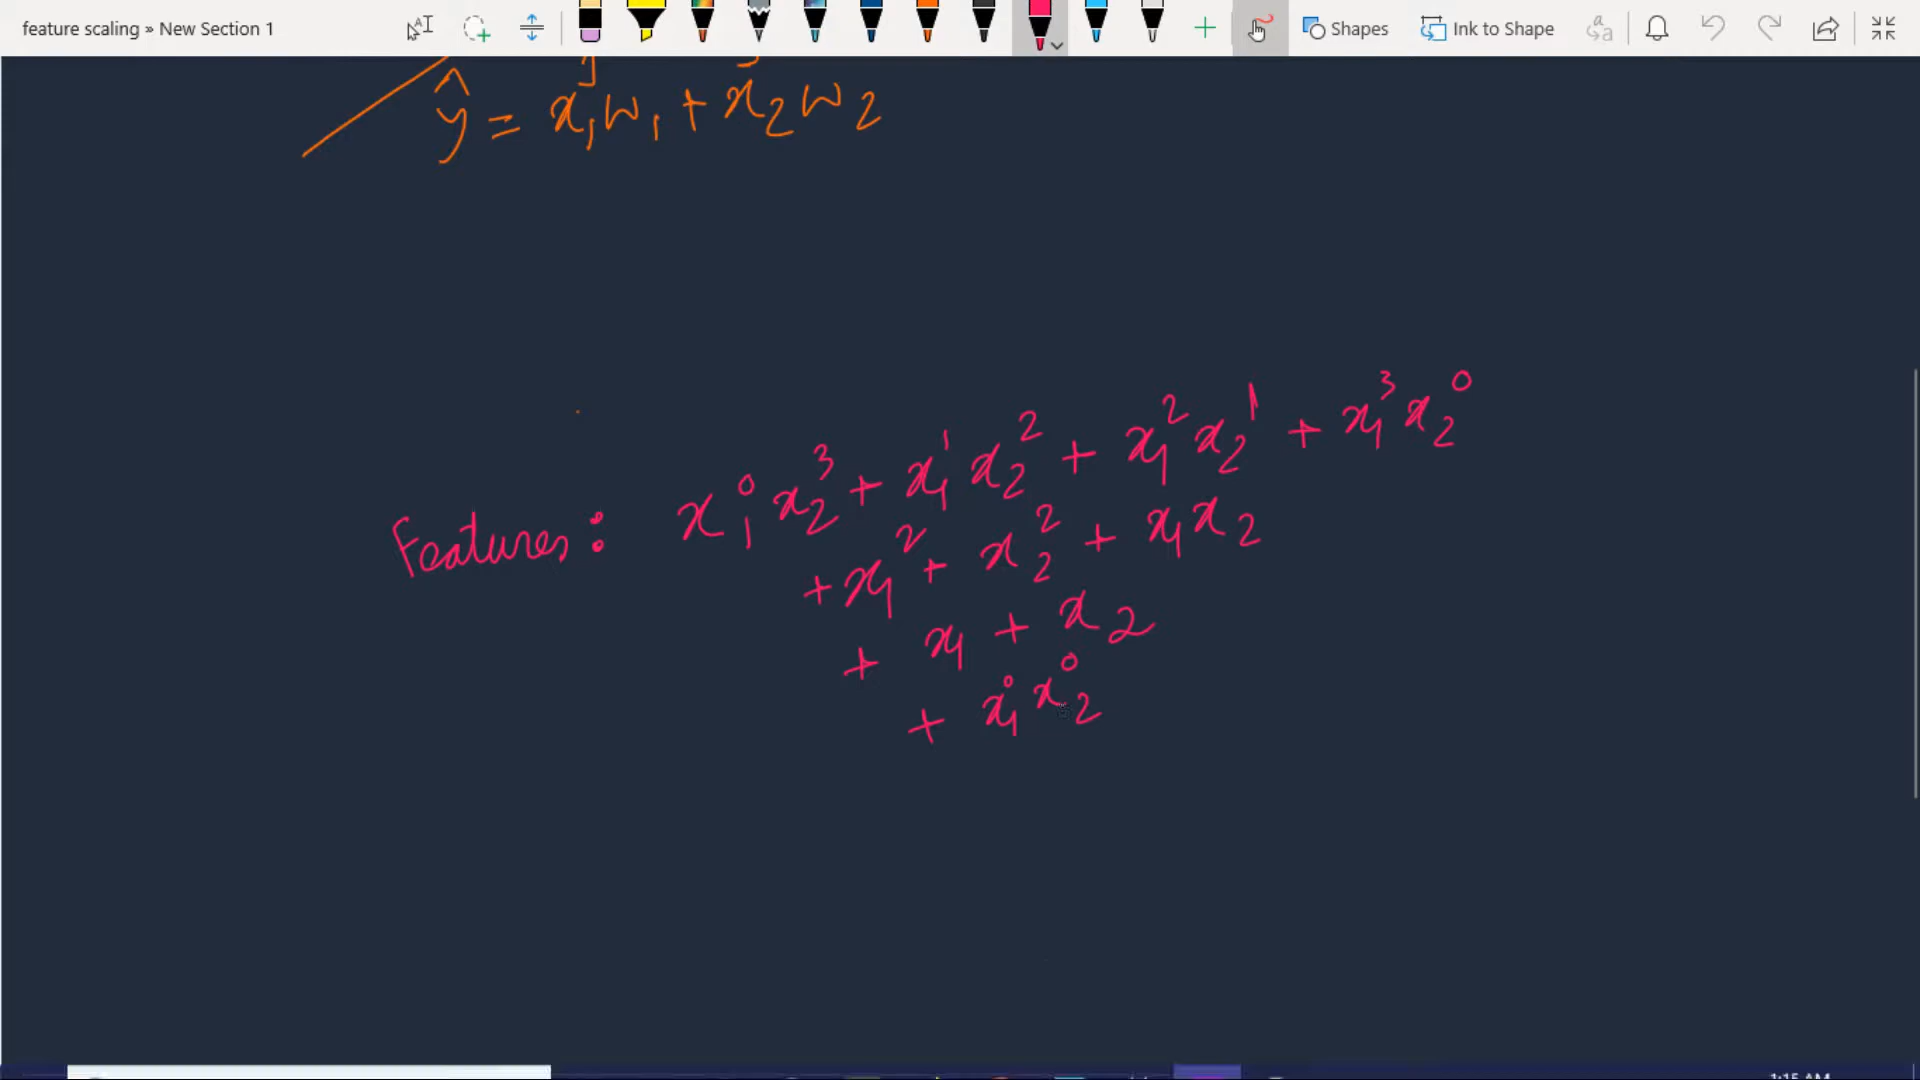 feature scaling » New Section 1
Shapes
Ink to Shape
ŷ = x₁w₁ + x₂w₂
Features: x₁⁰x₂³ + x₁¹x₂² + x₁²x₂¹ + x₁³x₂⁰
+ x₁² + x₂² + x₁x₂
+ x₁ + x₂
+ x₁⁰x₂⁰